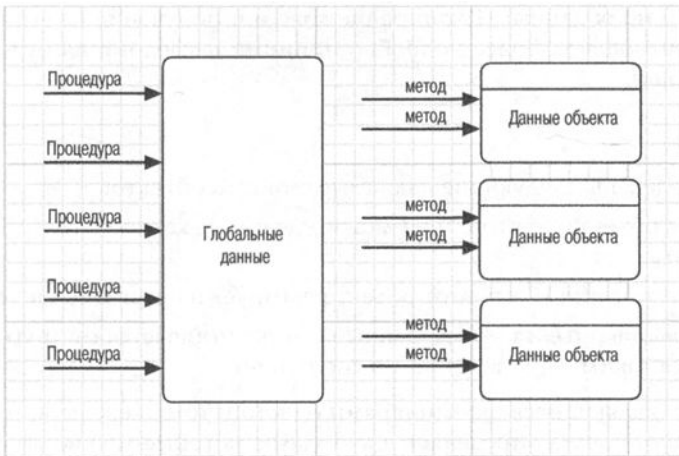 Процедура
Процедура
Процедура
Процедура
Процедура
Глобальные
данные
метод
метод
Данные объекта
метод
метод
Данные объекта
метод
метод
Данные объекта